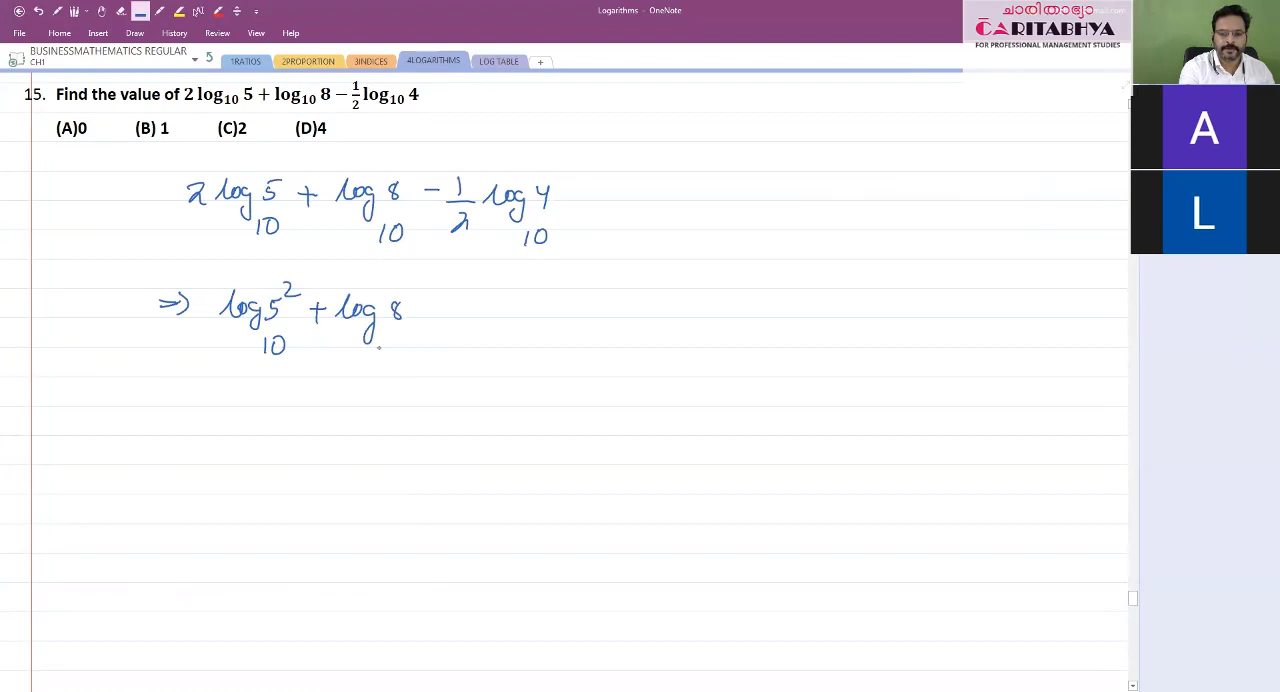 Logarithms - OneNote
File Home Insert Draw History Review View Help
ചാരിതാഭ്യാ
CARITABHYA
FOR PROFESSIONAL MANAGEMENT STUDIES
BUSINESSMATHEMATICS REGULAR
CH1
1RATIOS 2PROPORTION 3INDICES 4LOGARITHMS LOG TABLE +
15. Find the value of 2 log₁₀ 5 + log₁₀ 8 − 1/2 log₁₀ 4
(A)0 (B) 1 (C)2 (D)4
2 log₁₀ 5 + log₁₀ 8 − 1/2 log₁₀ 4
⇒ log₁₀ 5² + log 8
A
L